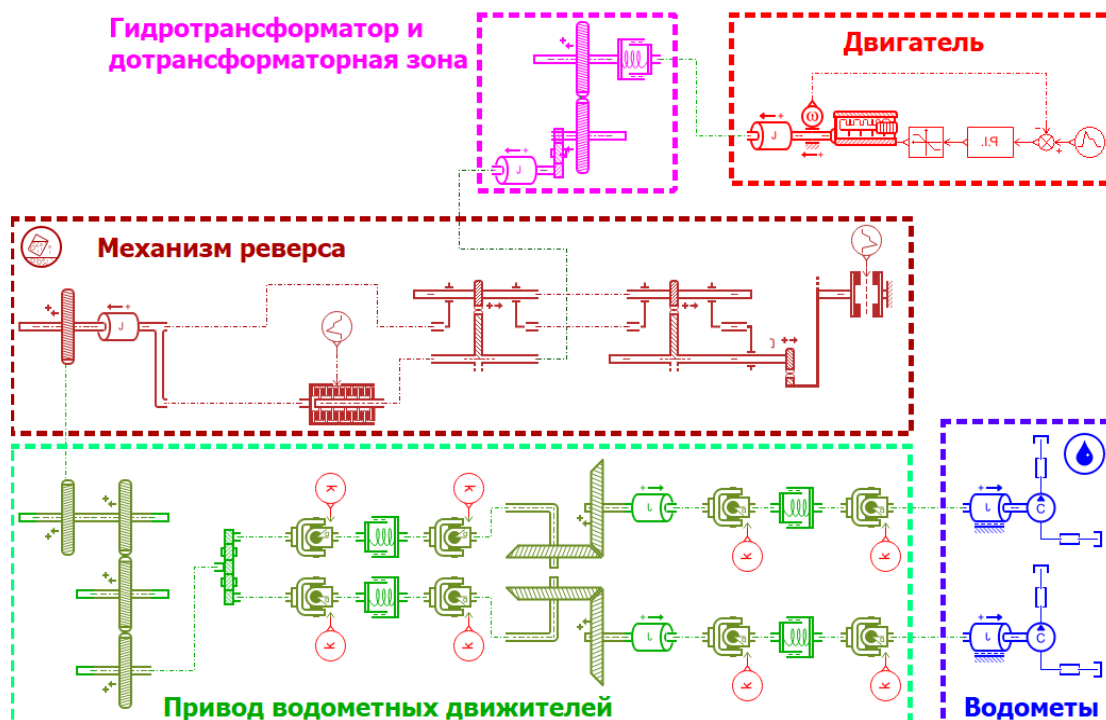 Гидротрансформатор и
дотрансформаторная зона
Двигатель
ω
J
P.I.
J
Механизм реверса
J
k
k
k
k
k
k
k
k
C
C
Привод водометных движителей
Водометы